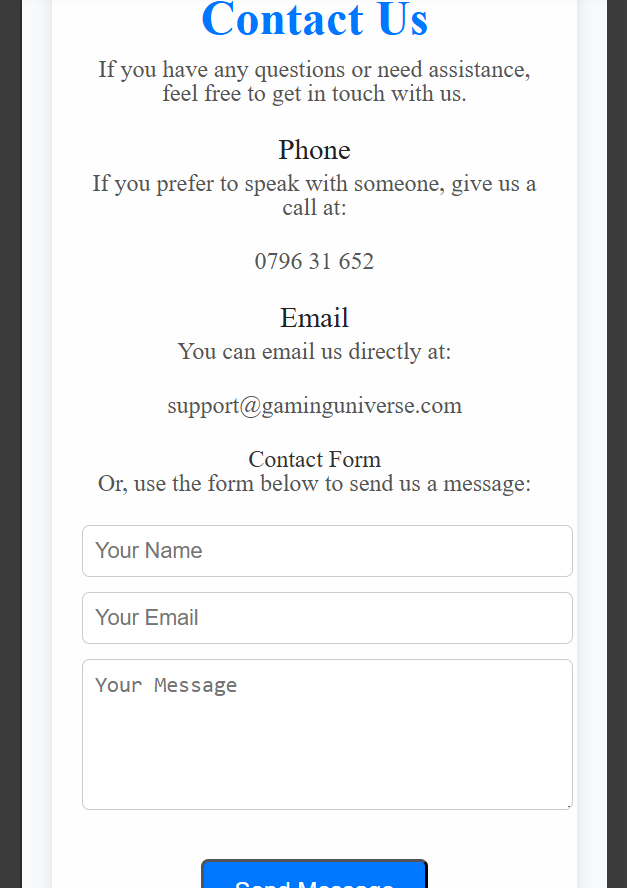 Contact Us
If you have any questions or need assistance,
feel free to get in touch with us.
Phone
If you prefer to speak with someone, give us a
call at:
0796 31 652
Email
You can email us directly at:
support@gaminguniverse.com
Contact Form
Or, use the form below to send us a message:
Your Name
Your Email
Your Message
Send Message